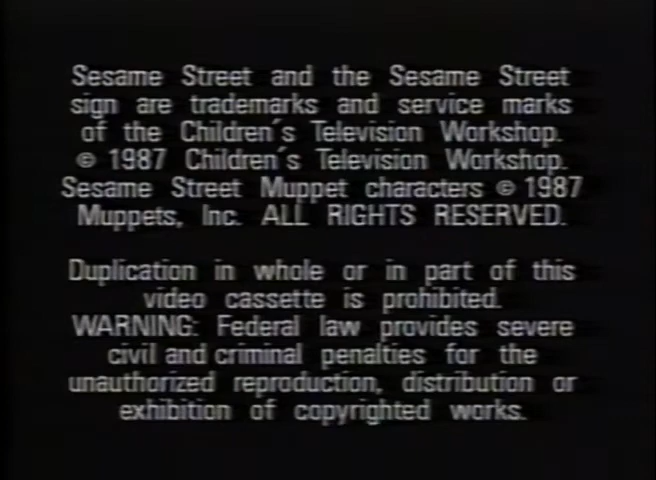 Sesame Street and the Sesame Street
sign are trademarks and service marks
of the Children´s Television Workshop.
© 1987 Children´s Television Workshop.
Sesame Street Muppet characters © 1987
Muppets, Inc. ALL RIGHTS RESERVED.
Duplication in whole or in part of this
video cassette is prohibited.
WARNING: Federal law provides severe
civil and criminal penalties for the
unauthorized reproduction, distribution or
exhibition of copyrighted works.